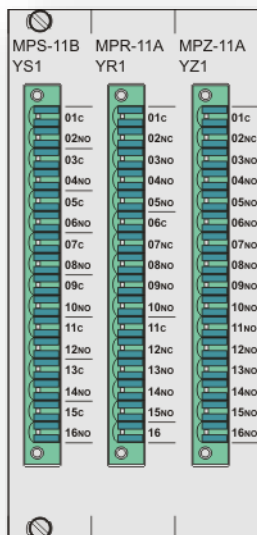 MPS-11B MPR-11A MPZ-11A
YS1 YR1 YZ1
01C 01C 01C
02NO 02NC 02NC
03C 03NO 03NO
04NO 04NO 04NO
05C 05NO 05NO
06NO 06C 06NO
07C 07NC 07NO
08NO 08NO 08NO
09C 09NO 09NO
10NO 10NO 10NO
11C 11C 11NO
12NO 12NC 12NO
13C 13NO 13NO
14NO 14NO 14NO
15C 15NO 15NO
16NO 16 16NO